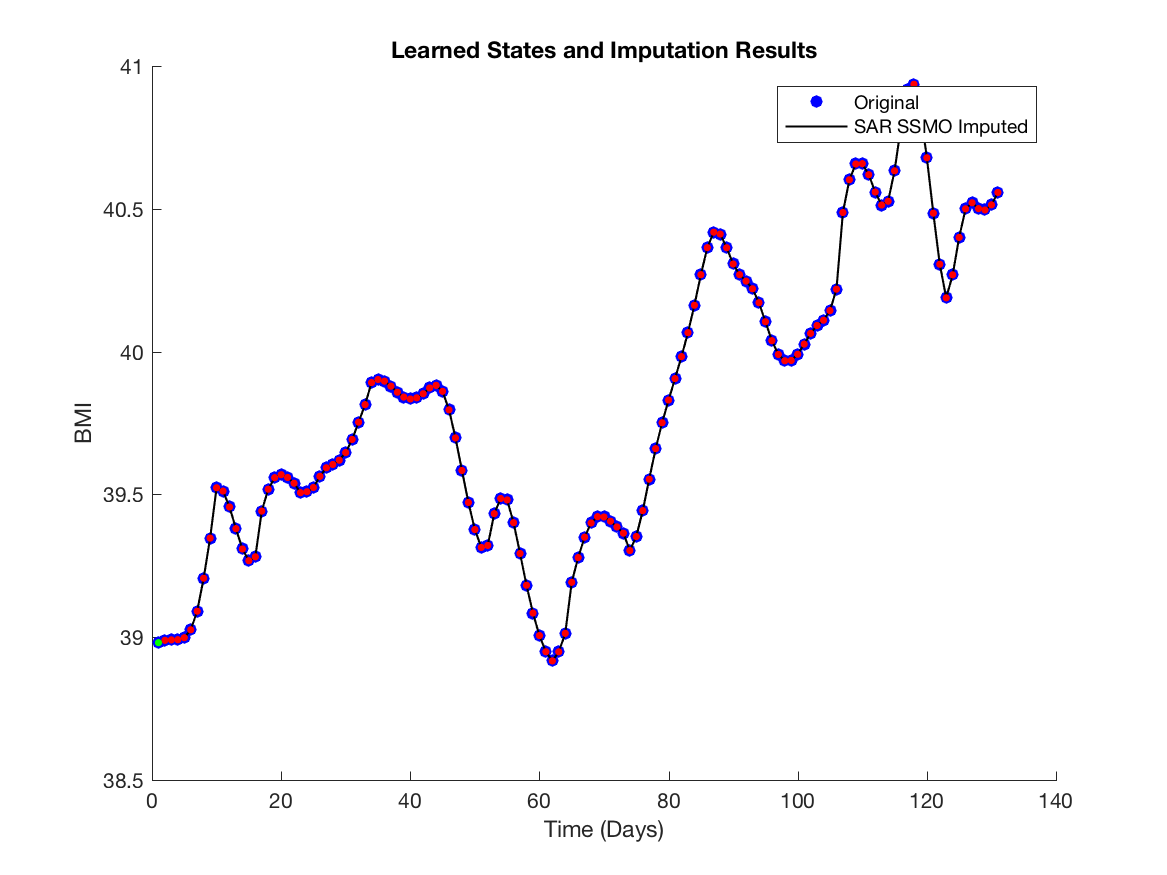 Learned States and Imputation Results
41
40.5
40
39.5
39
38.5
BMI
Original
SAR SSMO Imputed
0 20 40 60 80 100 120 140
Time (Days)